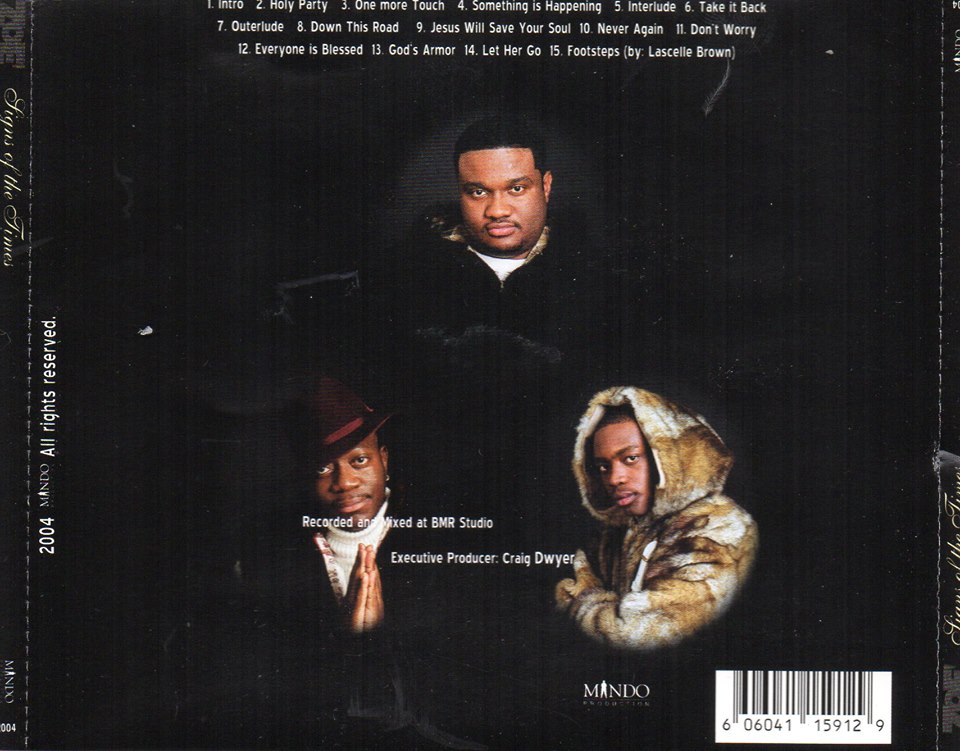 1. Intro 2. Holy Party 3. One more Touch 4. Something is Happening 5. Interlude 6. Take it Back
7. Outerlude 8. Down This Road 9. Jesus Will Save Your Soul 10. Never Again 11. Don't Worry
12. Everyone is Blessed 13. God's Armor 14. Let Her Go 15. Footsteps (by: Lascelle Brown)
Signs of the Times
2004 MANDO All rights reserved.
Recorded and Mixed at BMR Studio
Executive Producer: Craig Dwyer
MANDO
PRODUCTION
6 06041 15912 9
MANDO
2004
Signs of the Times